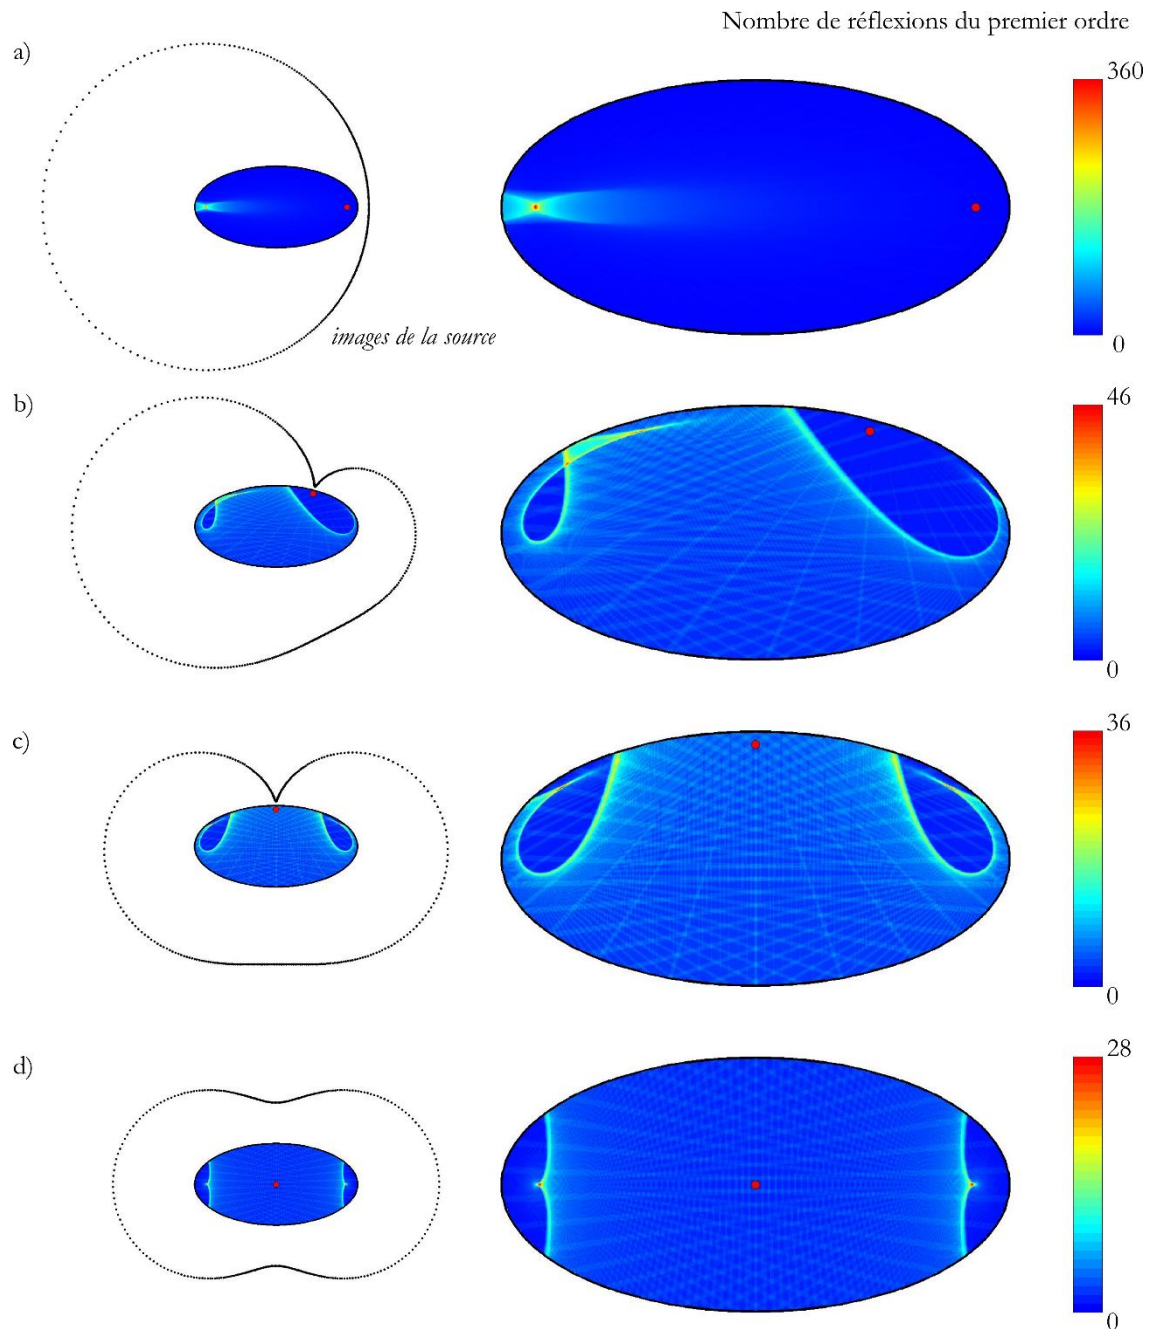 Nombre de réflexions du premier ordre
a)
360
images de la source
0
b)
46
0
c)
36
0
d)
28
0